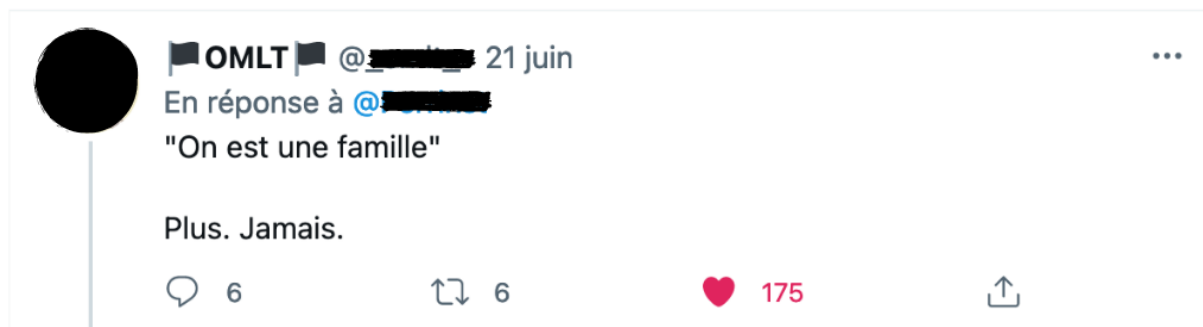 🏴OMLT🏴 @ 21 juin
En réponse à @
"On est une famille"
Plus. Jamais.
6 6 175